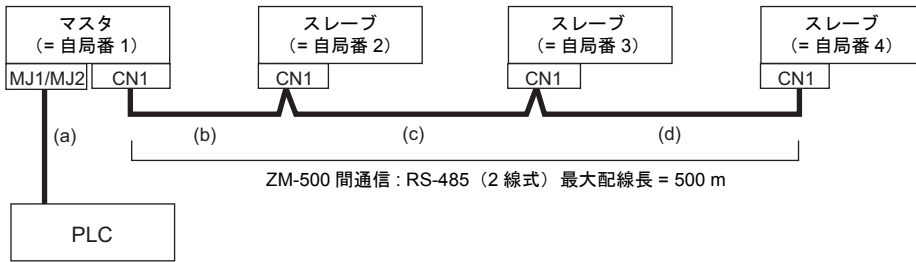 マスタ
(= 自局番 1)
スレーブ
(= 自局番 2)
スレーブ
(= 自局番 3)
スレーブ
(= 自局番 4)
MJ1/MJ2
CN1
CN1
CN1
CN1
(a)
(b)
(c)
(d)
ZM-500 間通信 : RS-485（2 線式）最大配線長 = 500 m
PLC